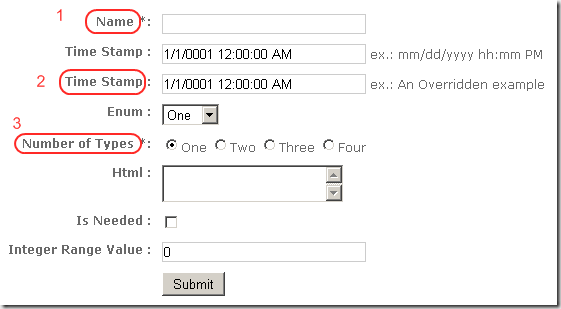 1
Name *:
Time Stamp : 1/1/0001 12:00:00 AM ex.: mm/dd/yyyy hh:mm PM
2 Time Stamp: 1/1/0001 12:00:00 AM ex.: An Overridden example
Enum : One
3
Number of Types *: One Two Three Four
Html :
Is Needed :
Integer Range Value : 0
Submit